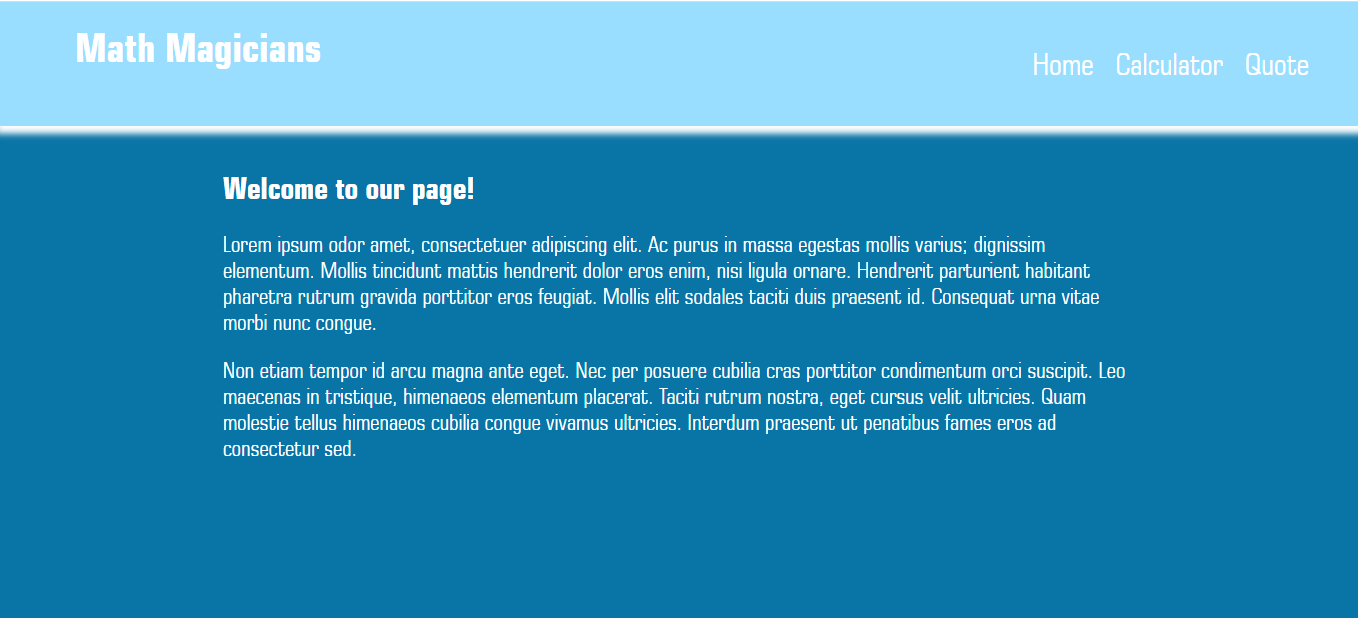 Math Magicians
Home Calculator Quote
Welcome to our page!
Lorem ipsum odor amet, consectetuer adipiscing elit. Ac purus in massa egestas mollis varius; dignissim
elementum. Mollis tincidunt mattis hendrerit dolor eros enim, nisi ligula ornare. Hendrerit parturient habitant
pharetra rutrum gravida porttitor eros feugiat. Mollis elit sodales taciti duis praesent id. Consequat urna vitae
morbi nunc congue.
Non etiam tempor id arcu magna ante eget. Nec per posuere cubilia cras porttitor condimentum orci suscipit. Leo
maecenas in tristique, himenaeos elementum placerat. Taciti rutrum nostra, eget cursus velit ultricies. Quam
molestie tellus himenaeos cubilia congue vivamus ultricies. Interdum praesent ut penatibus fames eros ad
consectetur sed.